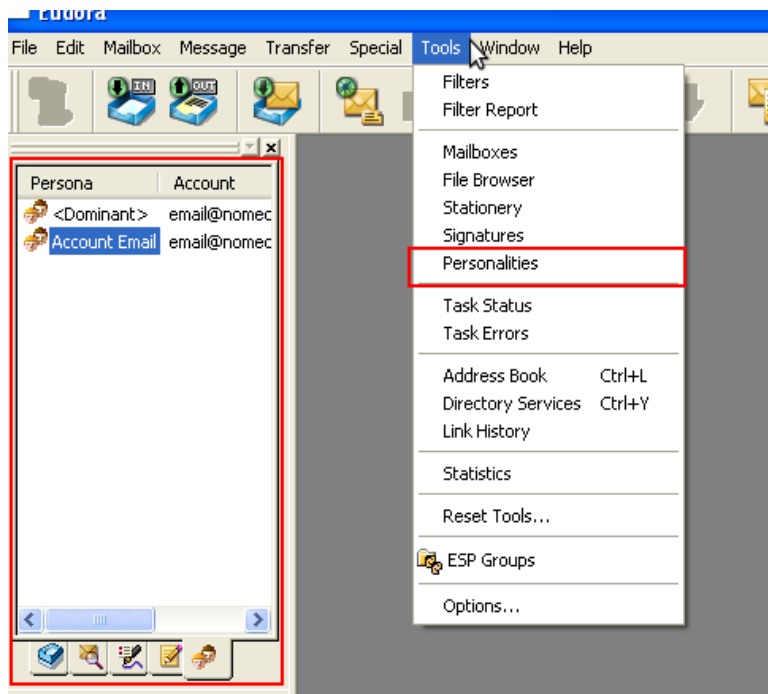 Eudora
File Edit Mailbox Message Transfer Special Tools Window Help
IN OUT
Filters
Filter Report
Mailboxes
File Browser
Stationery
Signatures
Personalities
Task Status
Task Errors
Address Book Ctrl+L
Directory Services Ctrl+Y
Link History
Statistics
Reset Tools...
ESP Groups
Options...
Persona Account
<Dominant> email@nomec
Account Email email@nomec